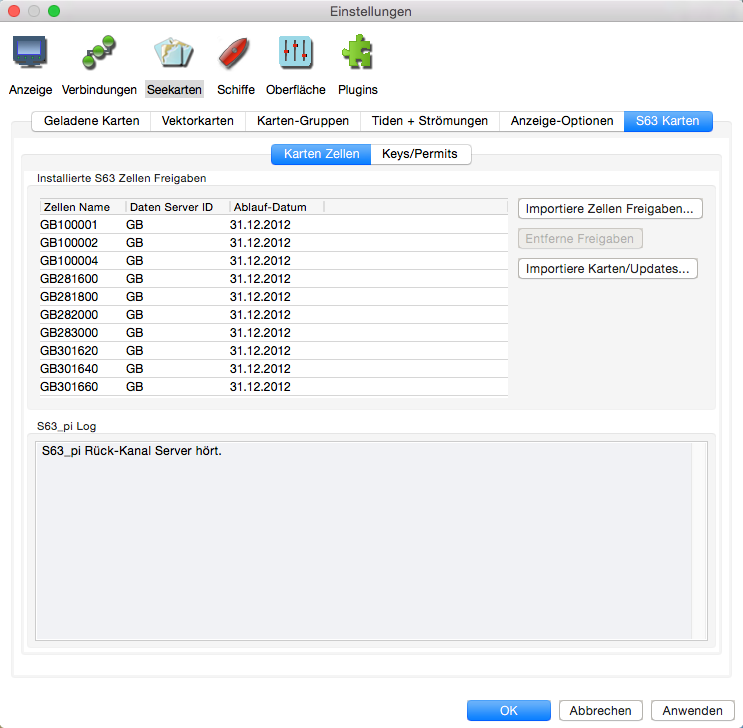 Einstellungen
Anzeige Verbindungen Seekarten Schiffe Oberfläche Plugins
Geladene Karten Vektorkarten Karten-Gruppen Tiden + Strömungen Anzeige-Optionen S63 Karten
Karten Zellen Keys/Permits
Installierte S63 Zellen Freigaben
Zellen Name Daten Server ID Ablauf-Datum
GB100001 GB 31.12.2012
GB100002 GB 31.12.2012
GB100004 GB 31.12.2012
GB281600 GB 31.12.2012
GB281800 GB 31.12.2012
GB282000 GB 31.12.2012
GB283000 GB 31.12.2012
GB301620 GB 31.12.2012
GB301640 GB 31.12.2012
GB301660 GB 31.12.2012
Importiere Zellen Freigaben...
Entferne Freigaben
Importiere Karten/Updates...
S63_pi Log
S63_pi Rück-Kanal Server hört.
OK Abbrechen Anwenden